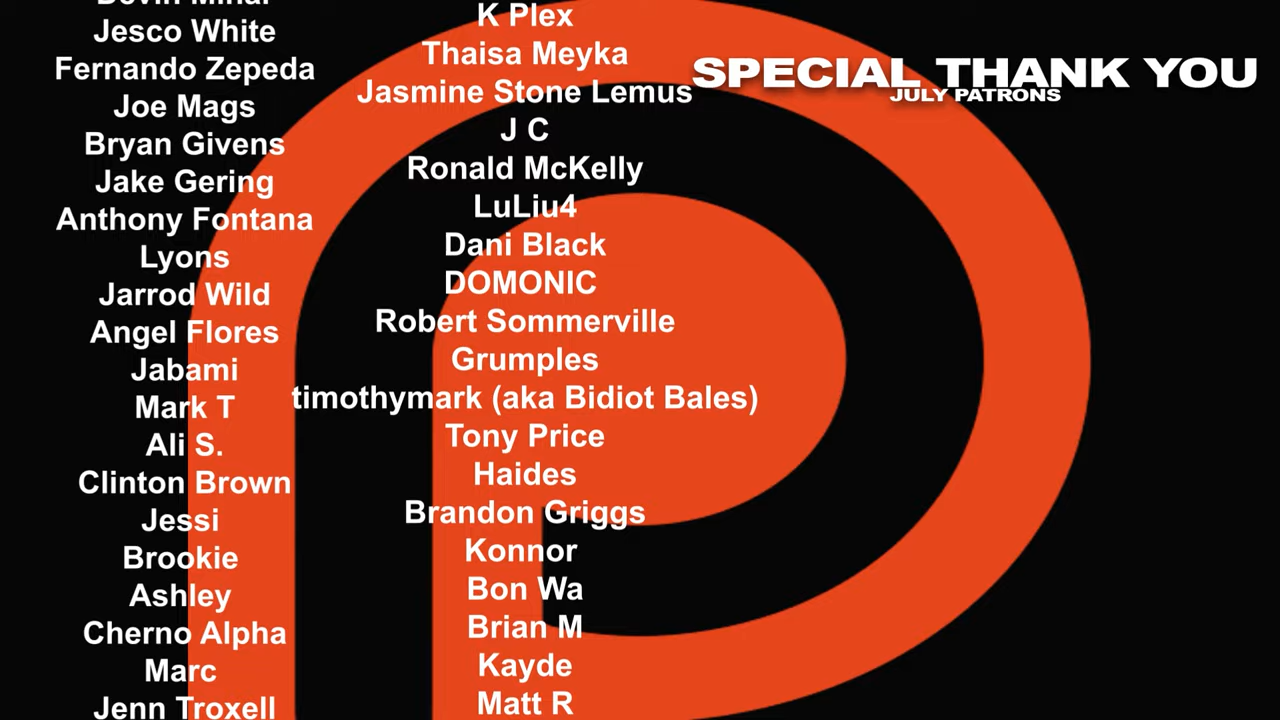 Jesco White
Fernando Zepeda
Joe Mags
Bryan Givens
Jake Gering
Anthony Fontana
Lyons
Jarrod Wild
Angel Flores
Jabami
Mark T
Ali S.
Clinton Brown
Jessi
Brookie
Ashley
Cherno Alpha
Marc
Jenn Troxell
K Plex
Thaisa Meyka
Jasmine Stone Lemus
J C
Ronald McKelly
LuLiu4
Dani Black
DOMONIC
Robert Sommerville
Grumples
timothymark (aka Bidiot Bales)
Tony Price
Haides
Brandon Griggs
Konnor
Bon Wa
Brian M
Kayde
Matt R
SPECIAL THANK YOU
JULY PATRONS